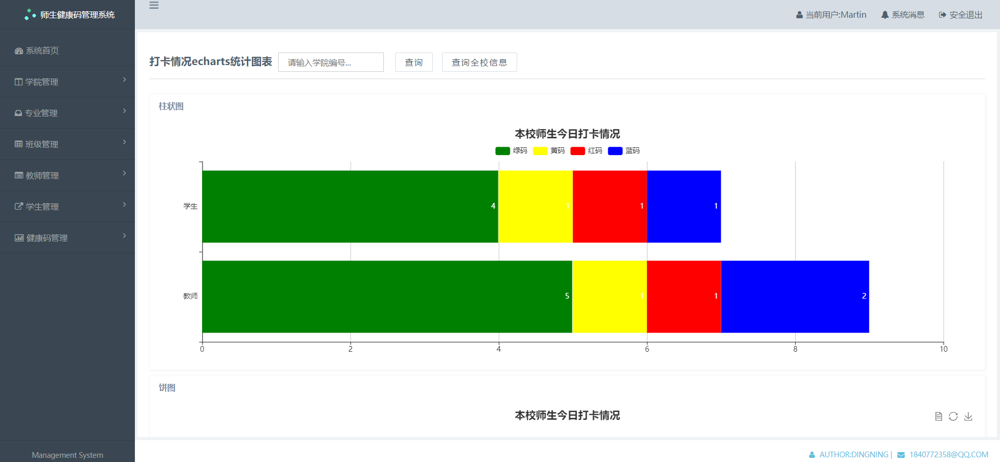 师生健康码管理系统
当前用户:Martin 系统消息 安全退出
系统首页
学院管理
专业管理
班级管理
教师管理
学生管理
健康码管理
Management System
打卡情况echarts统计图表 请输入学院编号... 查询 查询全校信息
柱状图
本校师生今日打卡情况
绿码 黄码 红码 蓝码
学生 4 1 1 1
教师 5 1 1 2
0 2 4 6 8 10
饼图
本校师生今日打卡情况
AUTHOR:DINGNING | 1840772358@QQ.COM